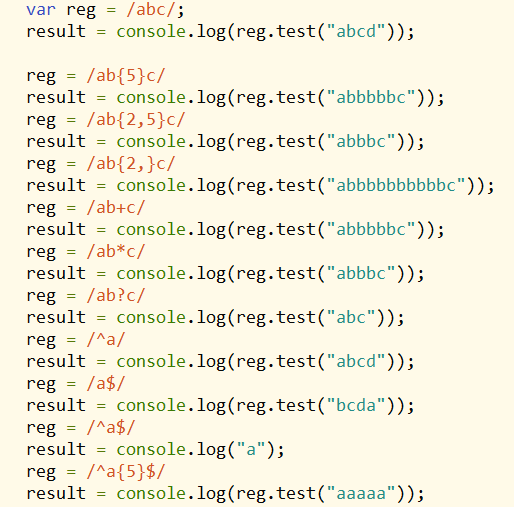 var reg = /abc/;
result = console.log(reg.test("abcd"));
reg = /ab{5}c/
result = console.log(reg.test("abbbbbc"));
reg = /ab{2,5}c/
result = console.log(reg.test("abbbc"));
reg = /ab{2,}c/
result = console.log(reg.test("abbbbbbbbbbc"));
reg = /ab+c/
result = console.log(reg.test("abbbbbc"));
reg = /ab*c/
result = console.log(reg.test("abbbc"));
reg = /ab?c/
result = console.log(reg.test("abc"));
reg = /^a/
result = console.log(reg.test("abcd"));
reg = /a$/
result = console.log(reg.test("bcda"));
reg = /^a$/
result = console.log("a");
reg = /^a{5}$/
result = console.log(reg.test("aaaaa"));